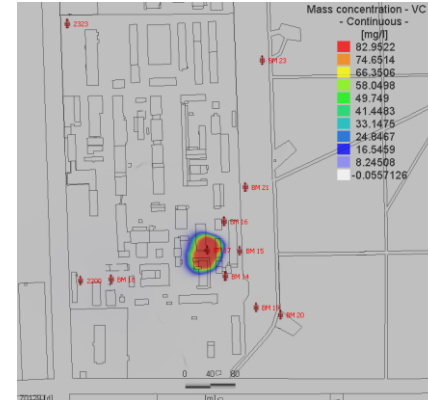 Mass concentration - VC
- Continuous -
[mg/l]
82.9522
74.6514
66.3506
58.0498
49.749
41.4483
33.1475
24.8467
16.5459
8.24508
-0.0557126
2323
BM 23
BM 21
BM 16
BM 15
BM 14
2200
BM 20
0 40 80
[m]